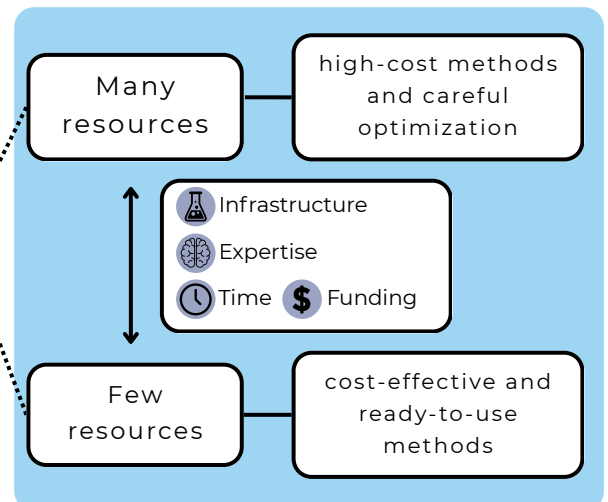 Many
resources
high-cost methods
and careful
optimization
Infrastructure
Expertise
Time
$ Funding
Few
resources
cost-effective and
ready-to-use
methods